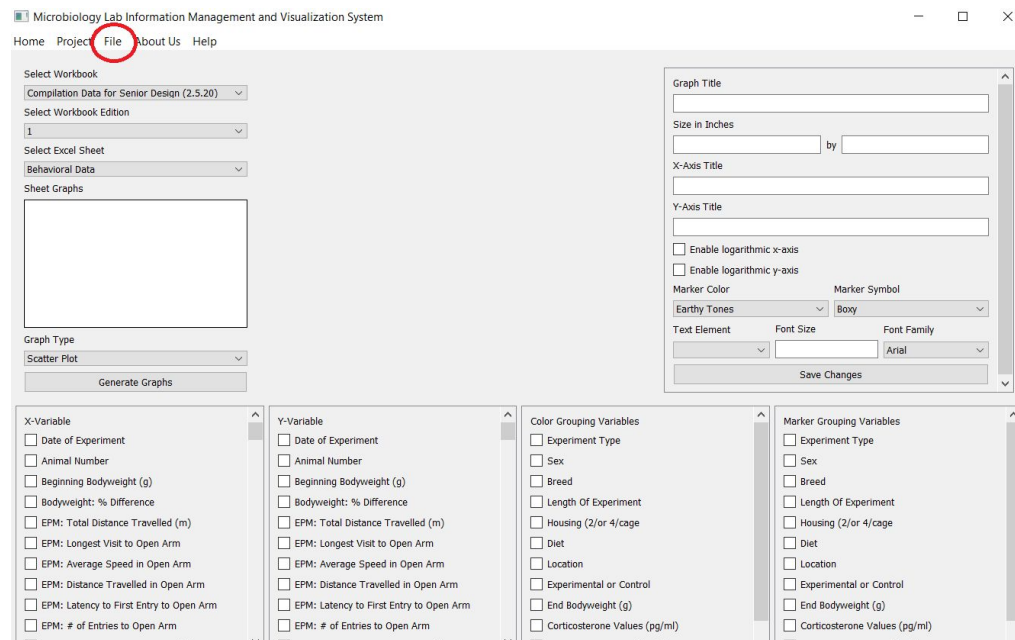 Microbiology Lab Information Management and Visualization System
Home Project File About Us Help
Select Workbook
Compilation Data for Senior Design (2.5.20)
Select Workbook Edition
1
Select Excel Sheet
Behavioral Data
Sheet Graphs
Graph Type
Scatter Plot
Generate Graphs
Graph Title
Size in Inches
by
X-Axis Title
Y-Axis Title
Enable logarithmic x-axis
Enable logarithmic y-axis
Marker Color Marker Symbol
Earthy Tones Boxy
Text Element Font Size Font Family
Arial
Save Changes
X-Variable
Date of Experiment
Animal Number
Beginning Bodyweight (g)
Bodyweight: % Difference
EPM: Total Distance Travelled (m)
EPM: Longest Visit to Open Arm
EPM: Average Speed in Open Arm
EPM: Distance Travelled in Open Arm
EPM: Latency to First Entry to Open Arm
EPM: # of Entries to Open Arm
Y-Variable
Date of Experiment
Animal Number
Beginning Bodyweight (g)
Bodyweight: % Difference
EPM: Total Distance Travelled (m)
EPM: Longest Visit to Open Arm
EPM: Average Speed in Open Arm
EPM: Distance Travelled in Open Arm
EPM: Latency to First Entry to Open Arm
EPM: # of Entries to Open Arm
Color Grouping Variables
Experiment Type
Sex
Breed
Length Of Experiment
Housing (2/or 4/cage
Diet
Location
Experimental or Control
End Bodyweight (g)
Corticosterone Values (pg/ml)
Marker Grouping Variables
Experiment Type
Sex
Breed
Length Of Experiment
Housing (2/or 4/cage
Diet
Location
Experimental or Control
End Bodyweight (g)
Corticosterone Values (pg/ml)